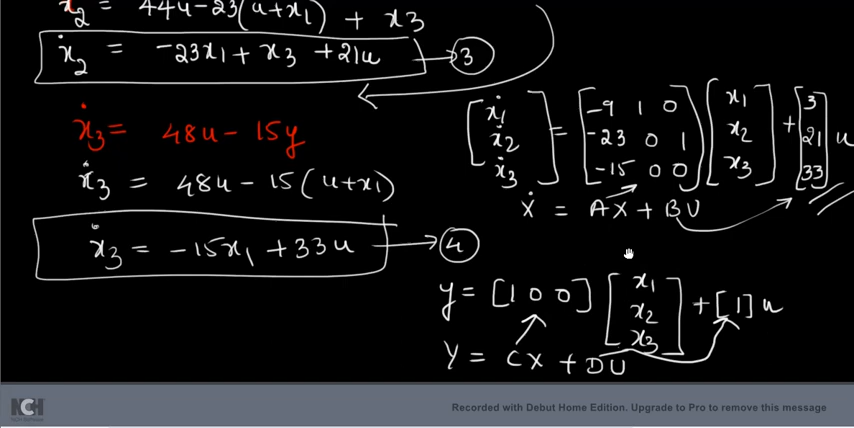 ẋ2 = 44u-23(u+x1) + x3
ẋ2 = -23x1 + x3 + 21u → 3
ẋ3 = 48u - 15y
ẋ3 = 48u - 15(u+x1)
ẋ3 = -15x1 + 33u → 4
[ẋ1 ẋ2 ẋ3] = [-9 1 0
-23 0 1
-15 0 0] [x1 x2 x3] + [3 21 33] u
Ẋ = AX + BU
y = [1 0 0] [x1 x2 x3] + [1] u
Y = CX + DU
NCH
Recorded with Debut Home Edition. Upgrade to Pro to remove this message